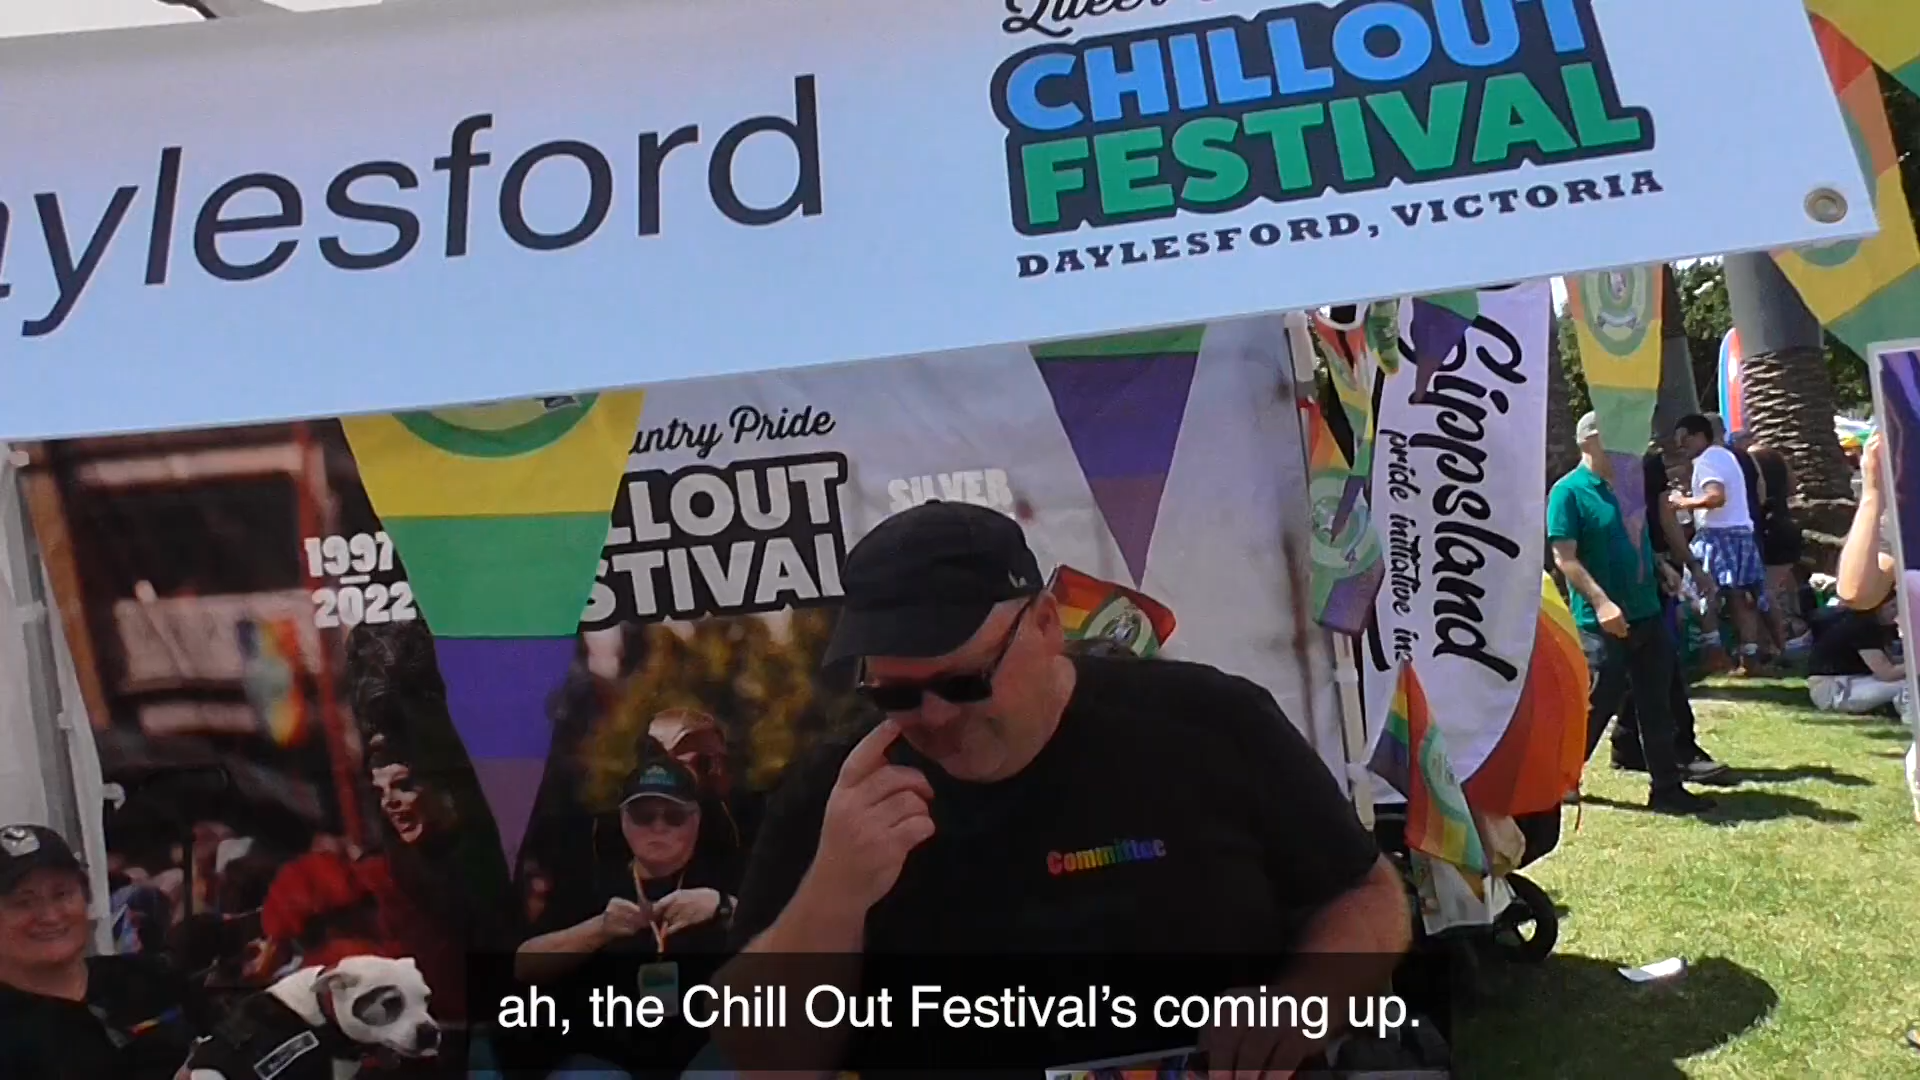 aylesford
CHILLOUT
FESTIVAL
DAYLESFORD, VICTORIA
untry Pride
LLOUT
STIVAL
SILVER
1997
2022
Gippsland
pride initiative inc
Committee
ah, the Chill Out Festival’s coming up.